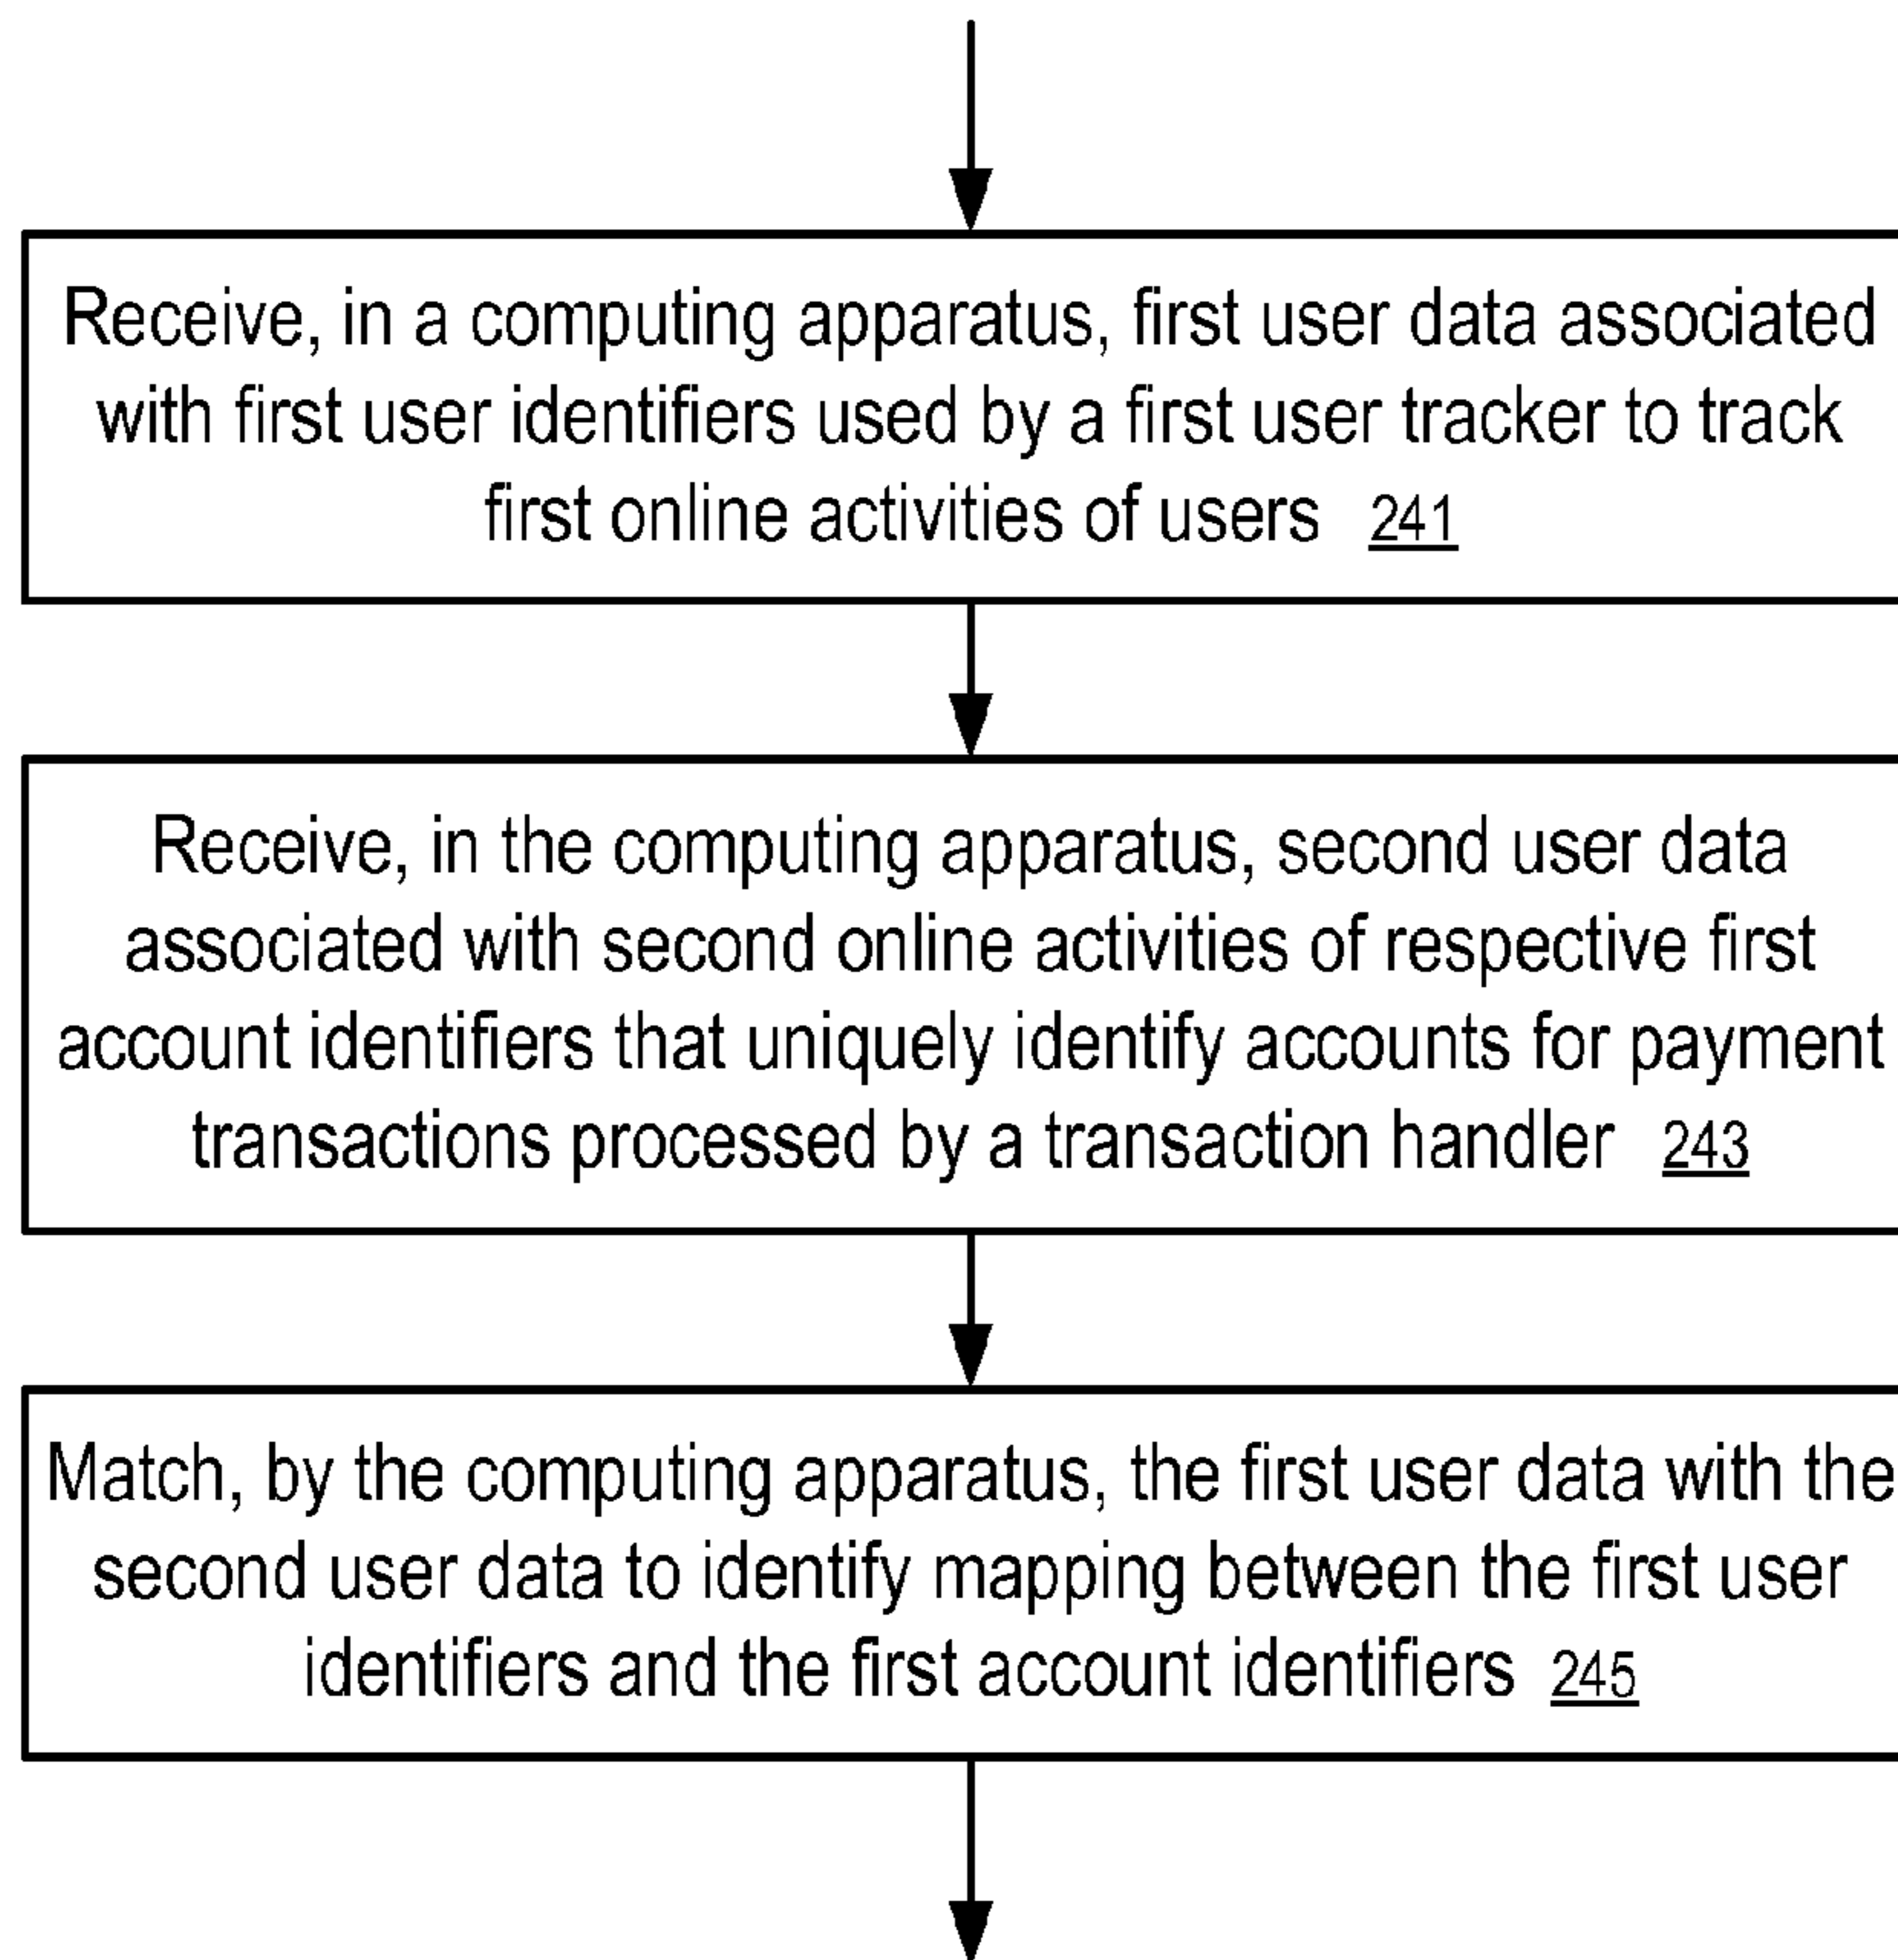 Receive, in a computing apparatus, first user data associated
with first user identifiers used by a first user tracker to track
first online activities of users 241
Receive, in the computing apparatus, second user data
associated with second online activities of respective first
account identifiers that uniquely identify accounts for payment
transactions processed by a transaction handler 243
Match, by the computing apparatus, the first user data with the
second user data to identify mapping between the first user
identifiers and the first account identifiers 245